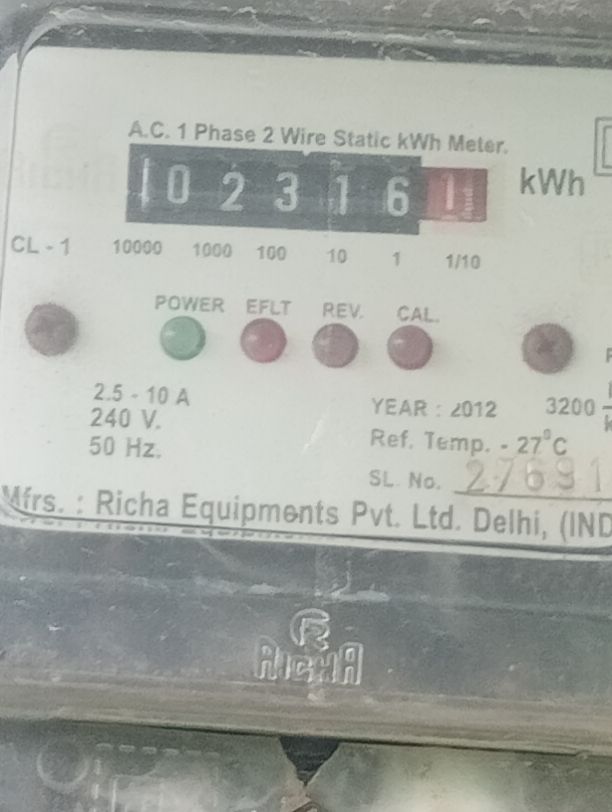 A.C. 1 Phase 2 Wire Static kWh Meter.
0 2 3 1 6 1 kWh
CL - 1 10000 1000 100 10 1 1/10
POWER EFLT REV. CAL.
2.5 - 10 A
240 V.
50 Hz.
YEAR : 2012 3200
Ref. Temp. - 27°C
SL. No. 27691
Mfrs. : Richa Equipments Pvt. Ltd. Delhi, (IND
R
RICHA